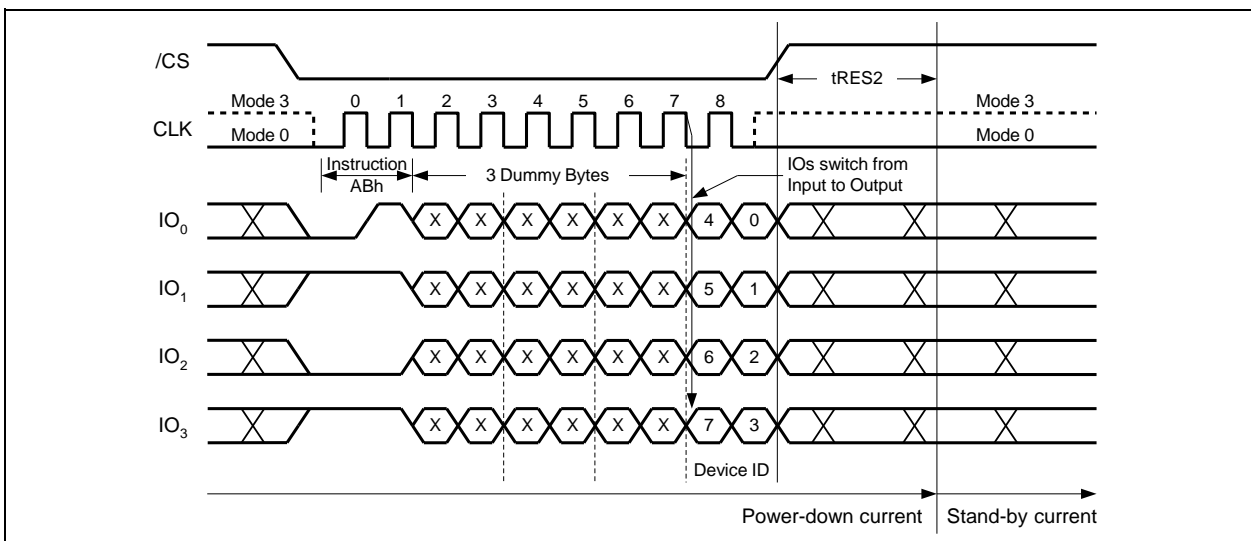 /CS
tRES2
Mode 3 0 1 2 3 4 5 6 7 8 Mode 3
CLK
Mode 0 Mode 0
Instruction
ABh
3 Dummy Bytes
IOs switch from
Input to Output
IO0 X X X X X X 4 0
IO1 X X X X X X 5 1
IO2 X X X X X X 6 2
IO3 X X X X X X 7 3
Device ID
Power-down current Stand-by current